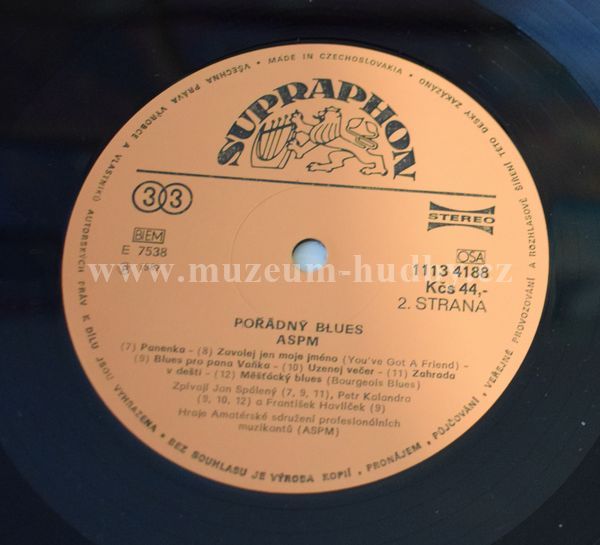 VŠECHNA PRÁVA VÝROBCE A VLASTNÍKŮ AUTORSKÝCH PRÁV K DÍLU JSOU VYHRAZENA • BEZ SOUHLASU JE VÝROBA KOPIÍ • PRONÁJEM, PŮJČOVÁNÍ, VEŘEJNÉ PROVOZOVÁNÍ A ROZHLASOVÉ ŠÍŘENÍ TÉTO DESKY ZAKÁZÁNO • MADE IN CZECHOSLOVAKIA •
SUPRAPHON
33
STEREO
BIEM
E 7538
OSA
1113 4188
www.muzeum-hudby.cz
Kčs 44,-
2. STRANA
POŘÁDNÝ BLUES
ASPM
(7) Panenka – (8) Zavolej jen moje jméno (You've Got A Friend) –
(9) Blues pro pana Vaňka – (10) Uzenej večer – (11) Zahrada
v dešti – (12) Měšťácký blues (Bourgeois Blues)
Zpívají Jan Spálený (7, 9, 11), Petr Kalandra
(9, 10, 12) a František Havlíček (9)
Hraje Amatérské sdružení profesionálních
muzikantů (ASPM)